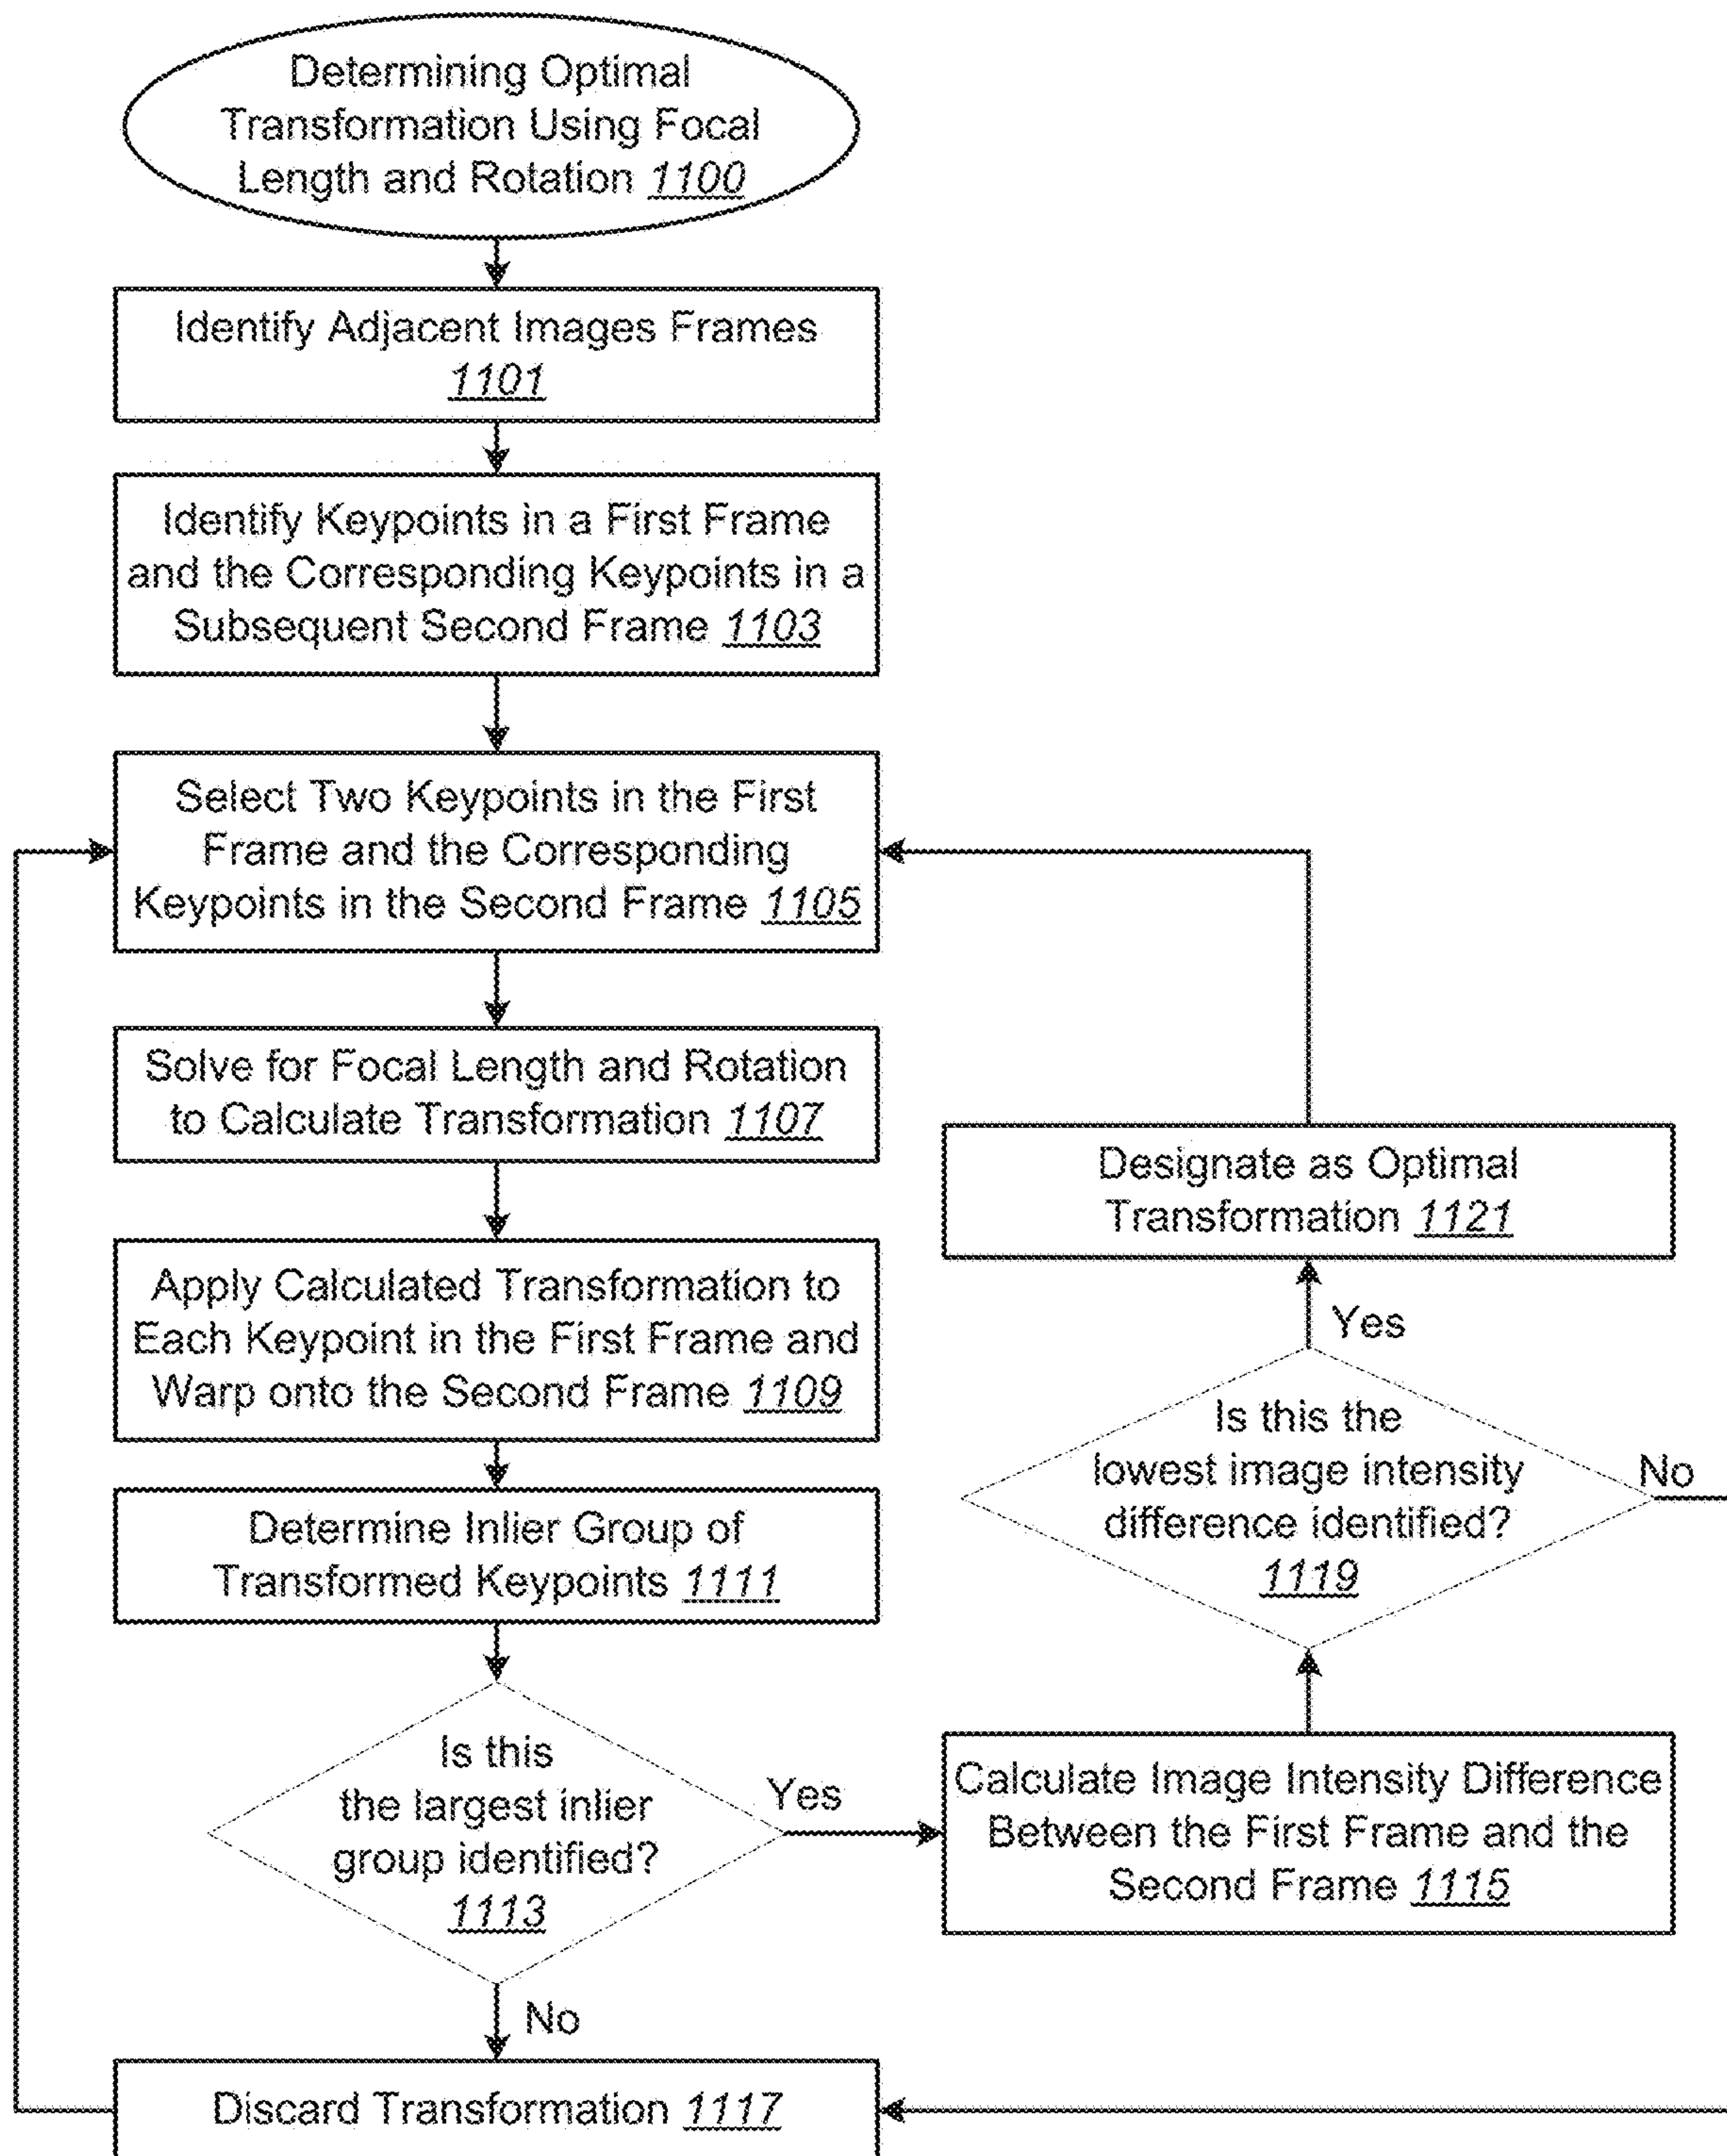 Determining Optimal
Transformation Using Focal
Length and Rotation 1100
Identify Adjacent Images Frames
1101
Identify Keypoints in a First Frame
and the Corresponding Keypoints in a
Subsequent Second Frame 1103
Select Two Keypoints in the First
Frame and the Corresponding
Keypoints in the Second Frame 1105
Solve for Focal Length and Rotation
to Calculate Transformation 1107
Apply Calculated Transformation to
Each Keypoint in the First Frame and
Warp onto the Second Frame 1109
Determine Inlier Group of
Transformed Keypoints 1111
Is this
the largest inlier
group identified?
1113
Yes
No
Discard Transformation 1117
Calculate Image Intensity Difference
Between the First Frame and the
Second Frame 1115
Is this the
lowest image intensity
difference identified?
1119
Yes
No
Designate as Optimal
Transformation 1121